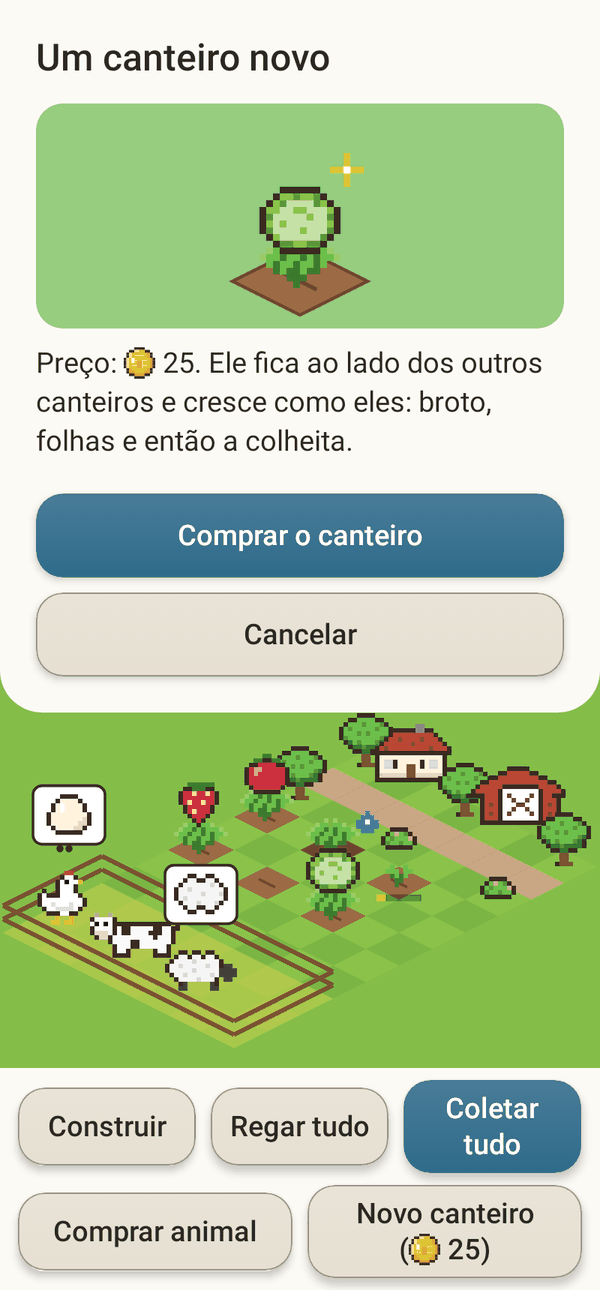 Um canteiro novo
Preço: 25. Ele fica ao lado dos outros
canteiros e cresce como eles: broto,
folhas e então a colheita.
Comprar o canteiro
Cancelar
Construir
Regar tudo
Coletar
tudo
Comprar animal
Novo canteiro
( 25)